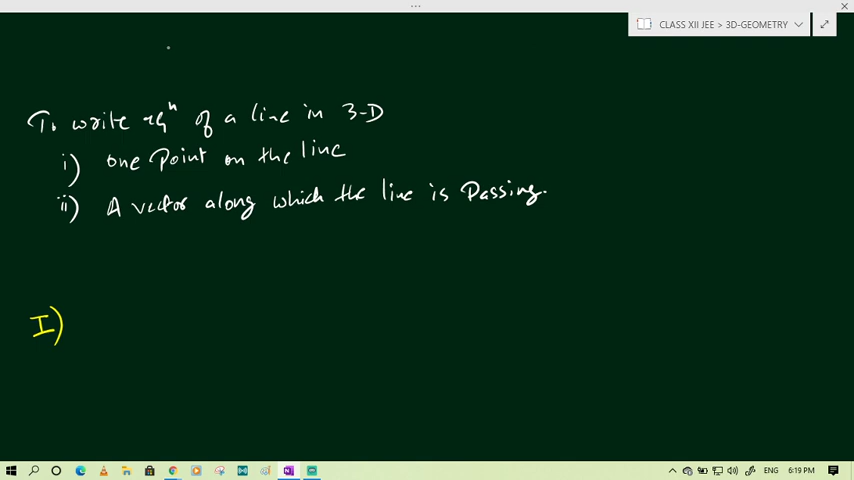 CLASS XII JEE > 3D-GEOMETRY
To write eqⁿ of a line in 3-D
i) one Point on the line
ii) A vector along which the line is Passing.
I)
ENG 6:19 PM